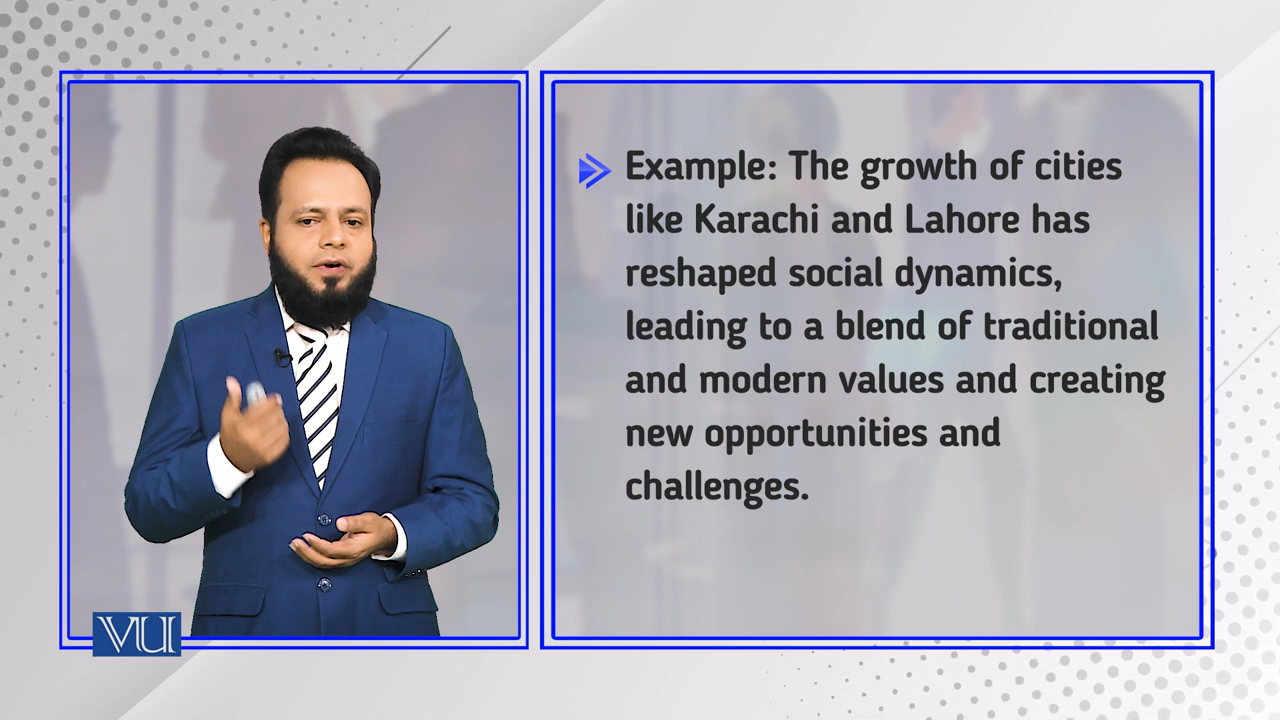 Example: The growth of cities
like Karachi and Lahore has
reshaped social dynamics,
leading to a blend of traditional
and modern values and creating
new opportunities and
challenges.
VU